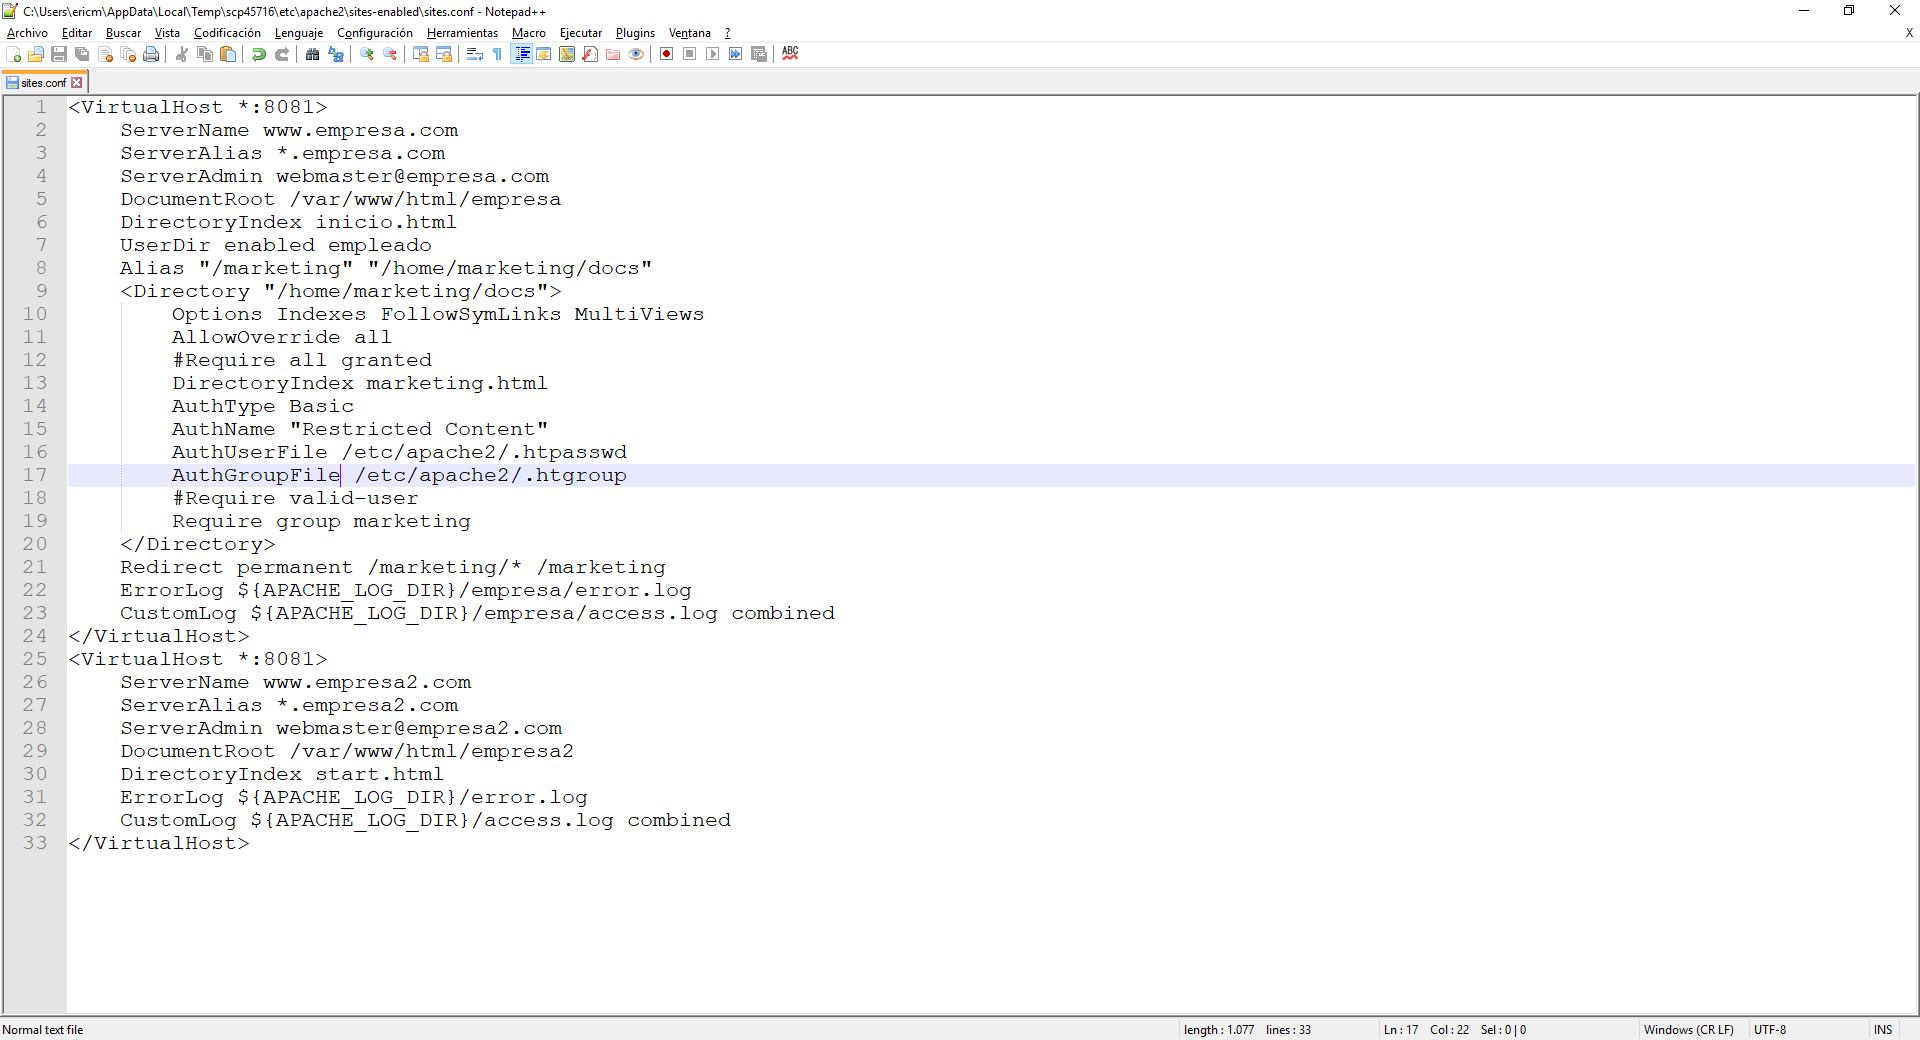 C:\Users\ericm\AppData\Local\Temp\scp45716\etc\apache2\sites-enabled\sites.conf - Notepad++
Archivo Editar Buscar Vista Codificación Lenguaje Configuración Herramientas Macro Ejecutar Plugins Ventana ? X
ABC
sites.conf
1 <VirtualHost *:8081>
2     ServerName www.empresa.com
3     ServerAlias *.empresa.com
4     ServerAdmin webmaster@empresa.com
5     DocumentRoot /var/www/html/empresa
6     DirectoryIndex inicio.html
7     UserDir enabled empleado
8     Alias "/marketing" "/home/marketing/docs"
9     <Directory "/home/marketing/docs">
10         Options Indexes FollowSymLinks MultiViews
11         AllowOverride all
12         #Require all granted
13         DirectoryIndex marketing.html
14         AuthType Basic
15         AuthName "Restricted Content"
16         AuthUserFile /etc/apache2/.htpasswd
17         AuthGroupFile /etc/apache2/.htgroup
18         #Require valid-user
19         Require group marketing
20     </Directory>
21     Redirect permanent /marketing/* /marketing
22     ErrorLog ${APACHE_LOG_DIR}/empresa/error.log
23     CustomLog ${APACHE_LOG_DIR}/empresa/access.log combined
24 </VirtualHost>
25 <VirtualHost *:8081>
26     ServerName www.empresa2.com
27     ServerAlias *.empresa2.com
28     ServerAdmin webmaster@empresa2.com
29     DocumentRoot /var/www/html/empresa2
30     DirectoryIndex start.html
31     ErrorLog ${APACHE_LOG_DIR}/error.log
32     CustomLog ${APACHE_LOG_DIR}/access.log combined
33 </VirtualHost>
Normal text file length : 1.077 lines : 33 Ln : 17 Col : 22 Sel : 0 | 0 Windows (CR LF) UTF-8 INS